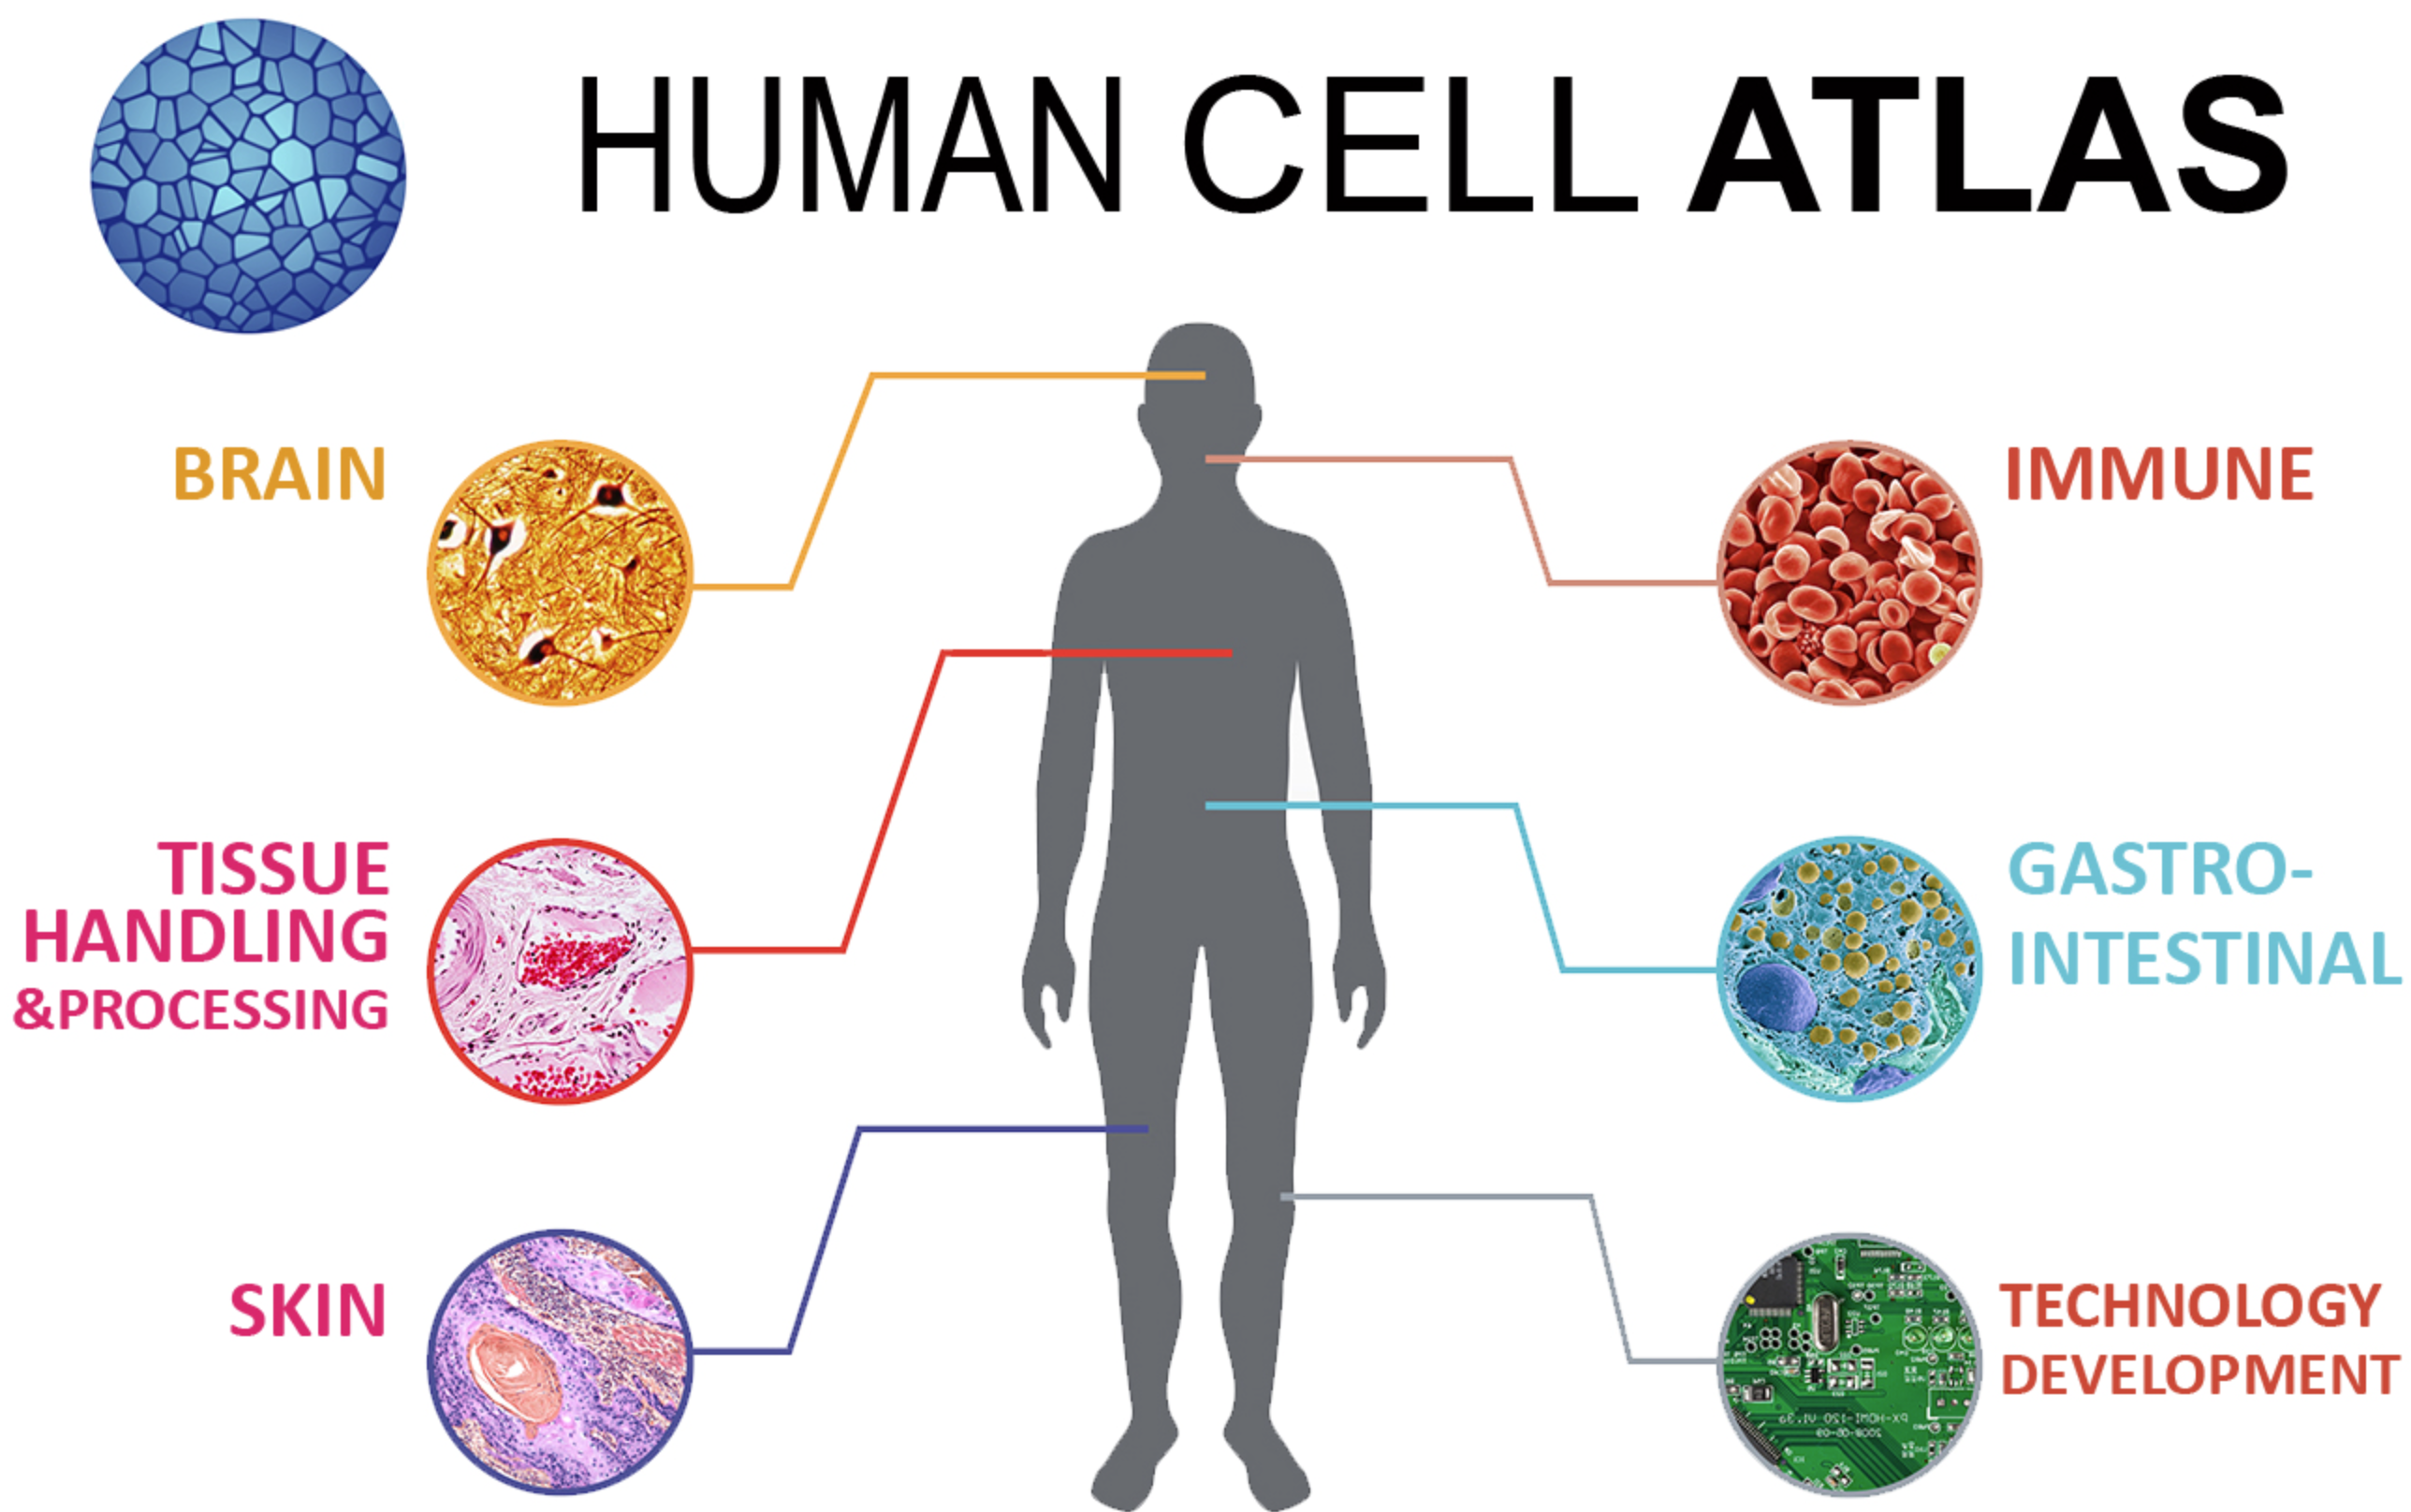 HUMAN CELL ATLAS
BRAIN
IMMUNE
TISSUE
HANDLING
&PROCESSING
GASTRO-
INTESTINAL
SKIN
TECHNOLOGY
DEVELOPMENT